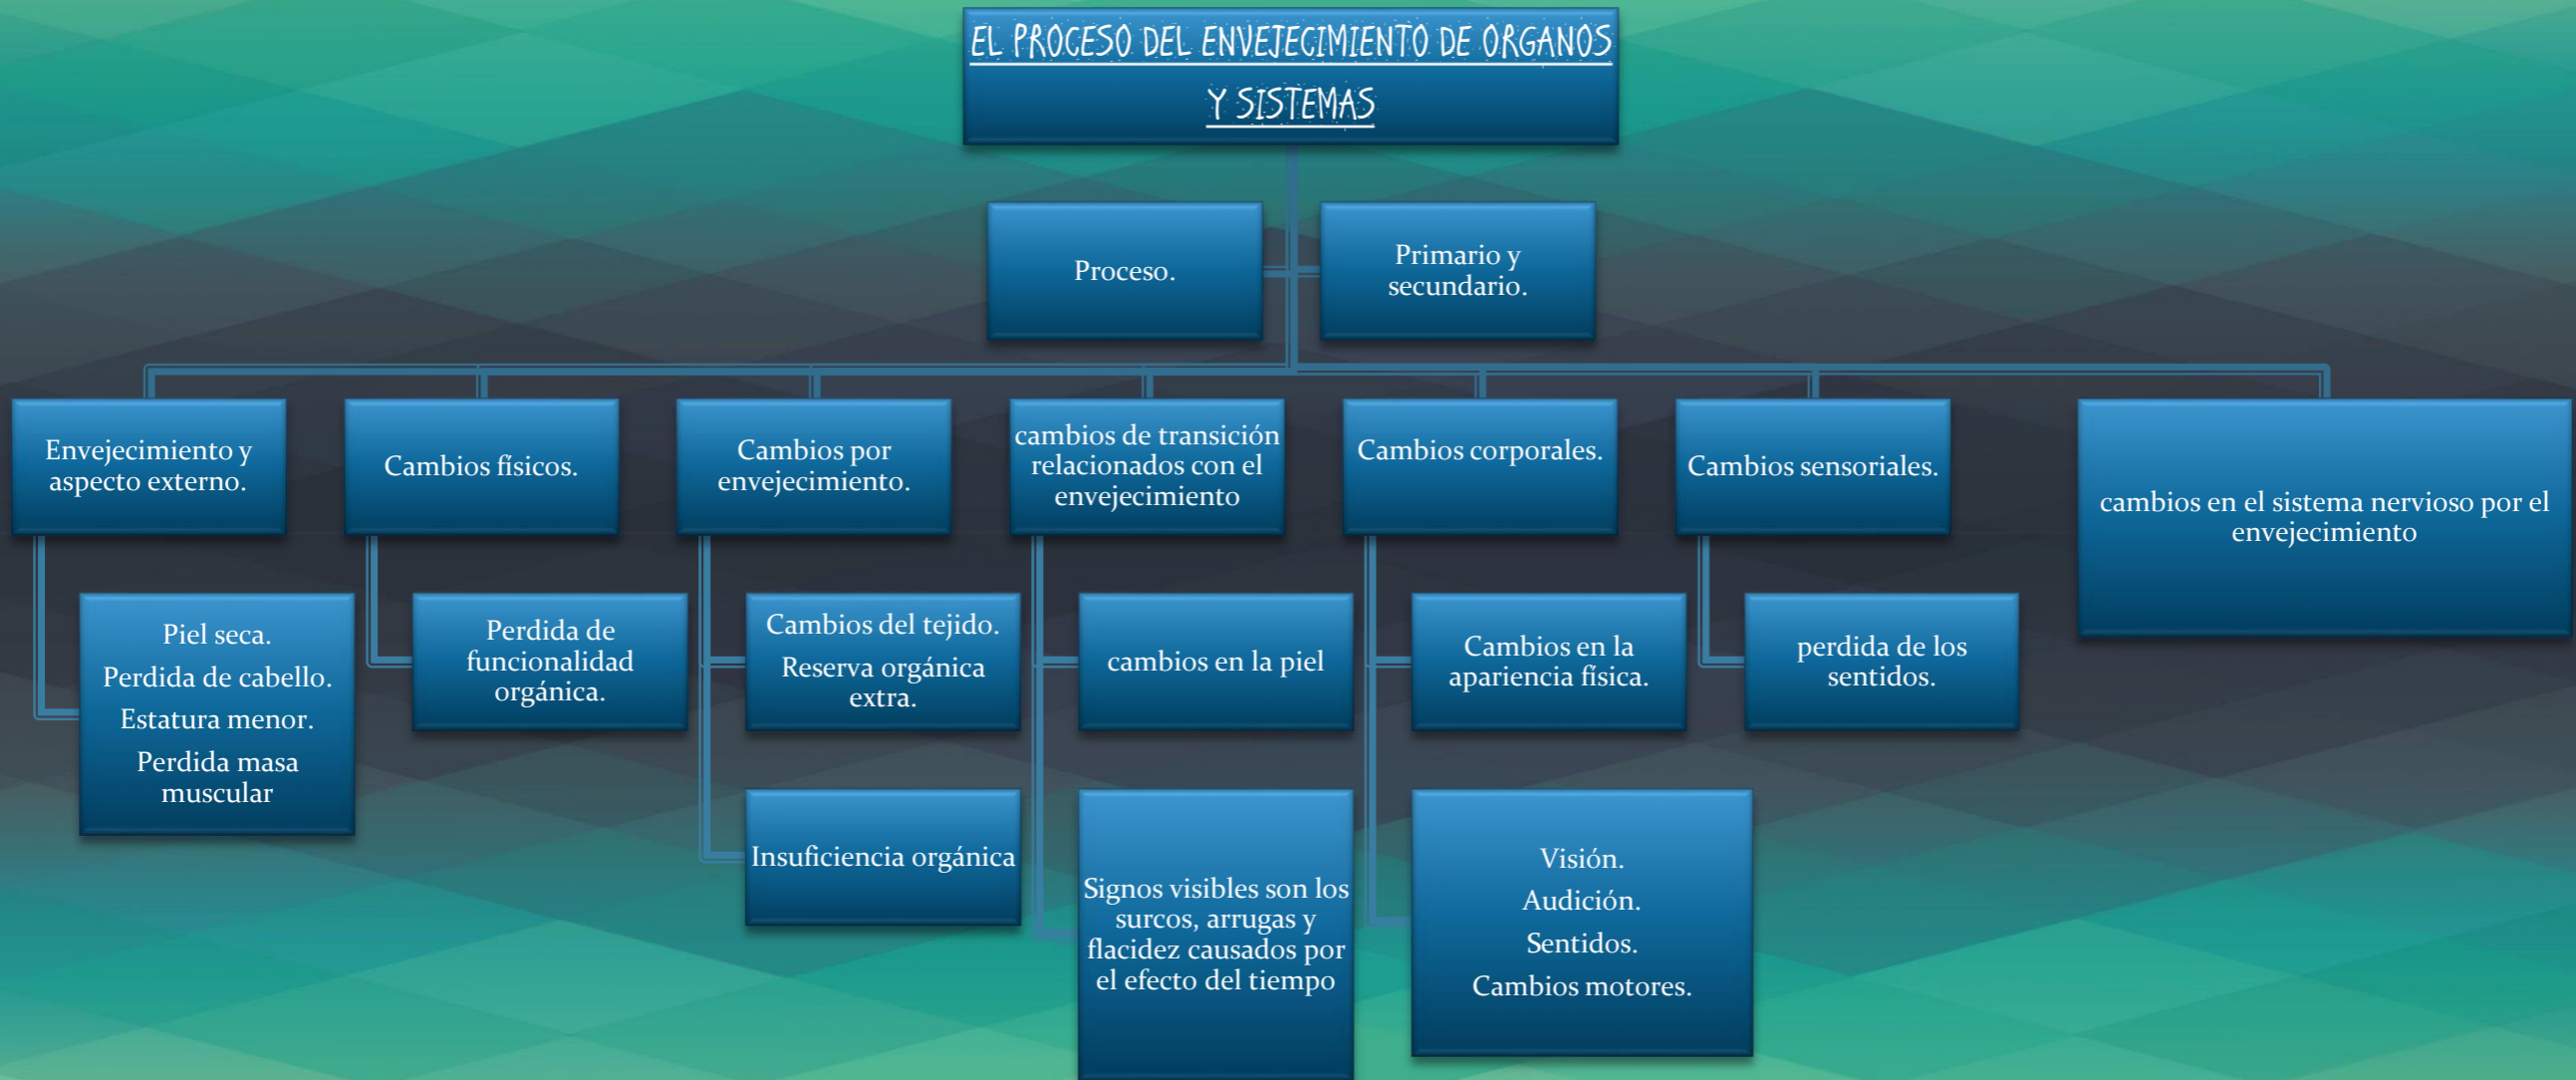 EL PROCESO DEL ENVEJECIMIENTO DE ORGANOS
Y SISTEMAS
Proceso.
Primario y
secundario.
Envejecimiento y
aspecto externo.
Cambios físicos.
Cambios por
envejecimiento.
cambios de transición
relacionados con el
envejecimiento
Cambios corporales.
Cambios sensoriales.
cambios en el sistema nervioso por el
envejecimiento
Piel seca.
Perdida de cabello.
Estatura menor.
Perdida masa
muscular
Perdida de
funcionalidad
orgánica.
Cambios del tejido.
Reserva orgánica
extra.
Insuficiencia orgánica
cambios en la piel
Signos visibles son los
surcos, arrugas y
flacidez causados por
el efecto del tiempo
Cambios en la
apariencia física.
Visión.
Audición.
Sentidos.
Cambios motores.
perdida de los
sentidos.